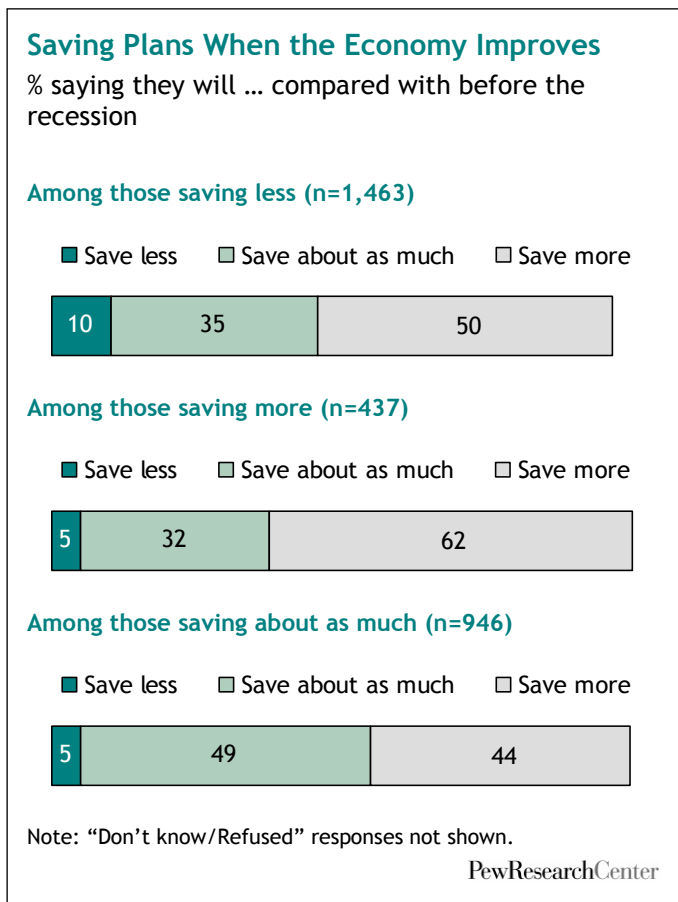 Saving Plans When the Economy Improves
% saying they will … compared with before the
recession
Among those saving less (n=1,463)
Save less Save about as much Save more
10 35 50
Among those saving more (n=437)
Save less Save about as much Save more
5 32 62
Among those saving about as much (n=946)
Save less Save about as much Save more
5 49 44
Note: “Don’t know/Refused” responses not shown.
PewResearchCenter